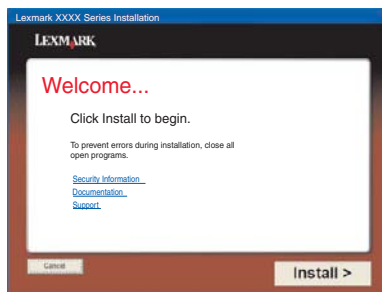 Lexmark XXXX Series Installation
LEXMARK
Welcome...
Click Install to begin.
To prevent errors during installation, close all
open programs.
Security Information
Documentation
Support
Cancel
Install >